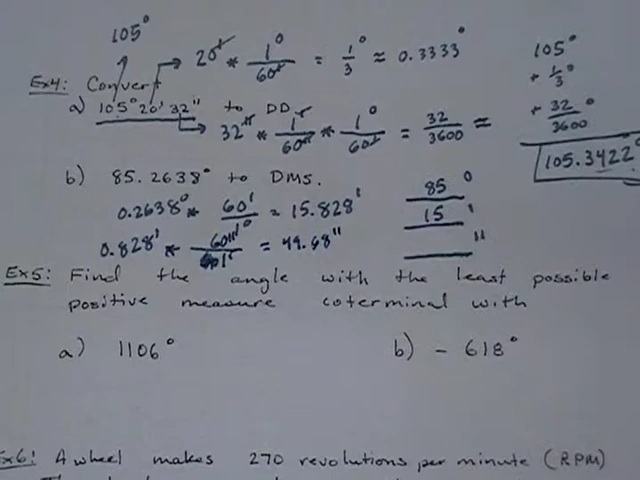 105°
20' * 1°/60' = 1/3° ≈ 0.3333°
105°
+ 1/3°
+ 32/3600°
105.3422°
Ex4: Convert
a) 105° 20' 32" to DD
32" * 1'/60" * 1°/60' = 32/3600 ≈
b) 85.2638° to DMS.
85°
0.2638° * 60'/1° = 15.828'
15'
0.828' * 60"/1' = 49.68"
"
Ex5: Find the angle with the least possible
positive measure coterminal with
a) 1106°
b) - 618°
Ex6: A wheel makes 270 revolutions per minute (RPM)